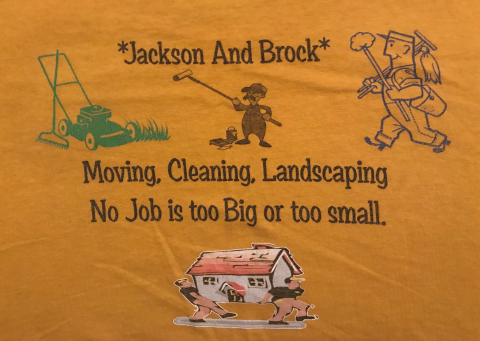 *Jackson And Brock*
Moving, Cleaning, Landscaping
No Job is too Big or too small.